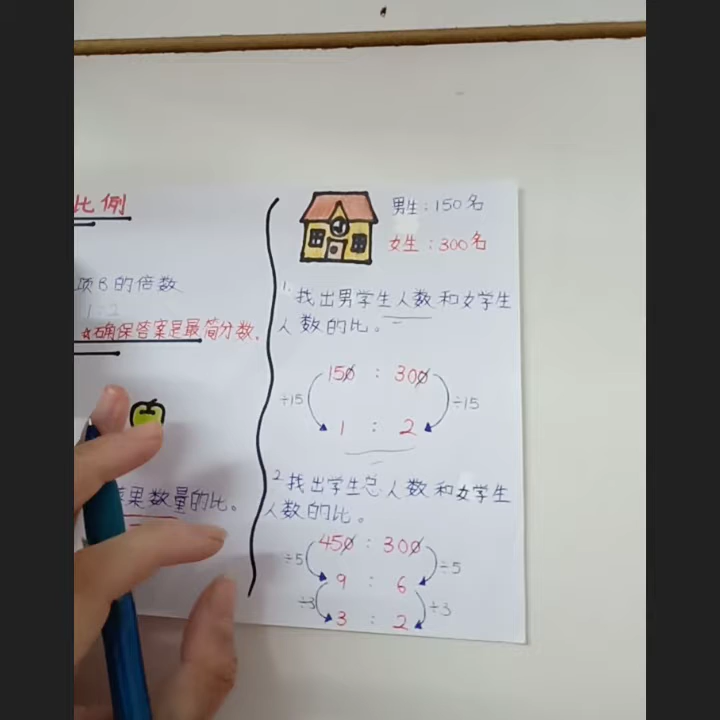 比例
项B的倍数
1:2
☆确保答案是最简分数.
苹果数量的比。
男生:150名
女生:300名
1. 找出男学生人数和女学生
人数的比。
150 : 300
÷15 ÷15
1 : 2
2. 找出学生总人数和女学生
人数的比。
450 : 300
÷5 ÷5
9 : 6
÷3 ÷3
3 : 2